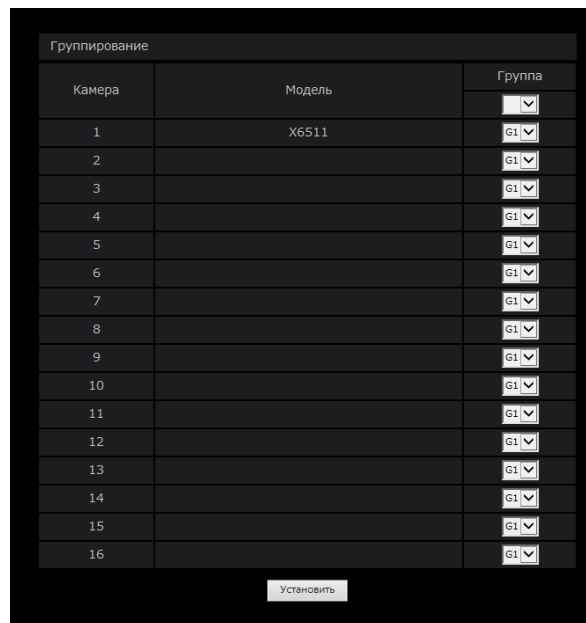 Группирование
Камера Модель Группа
1 X6511 G1
2 G1
3 G1
4 G1
5 G1
6 G1
7 G1
8 G1
9 G1
10 G1
11 G1
12 G1
13 G1
14 G1
15 G1
16 G1
Установить